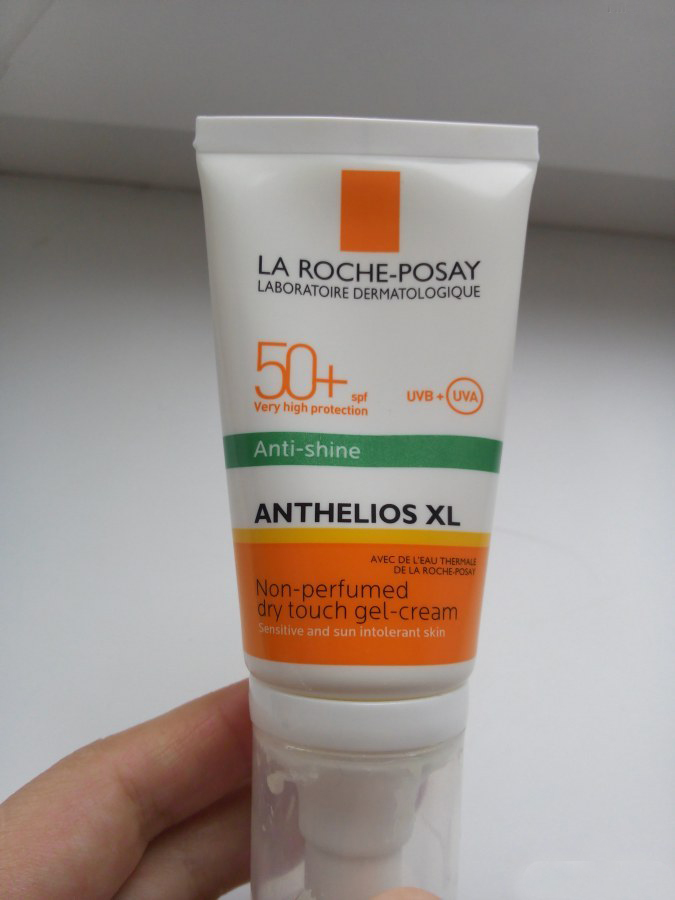 LA ROCHE-POSAY
LABORATOIRE DERMATOLOGIQUE
50+ spf
Very high protection
UVB + UVA
Anti-shine
ANTHELIOS XL
AVEC DE L'EAU THERMALE
DE LA ROCHE-POSAY
Non-perfumed
dry touch gel-cream
Sensitive and sun intolerant skin